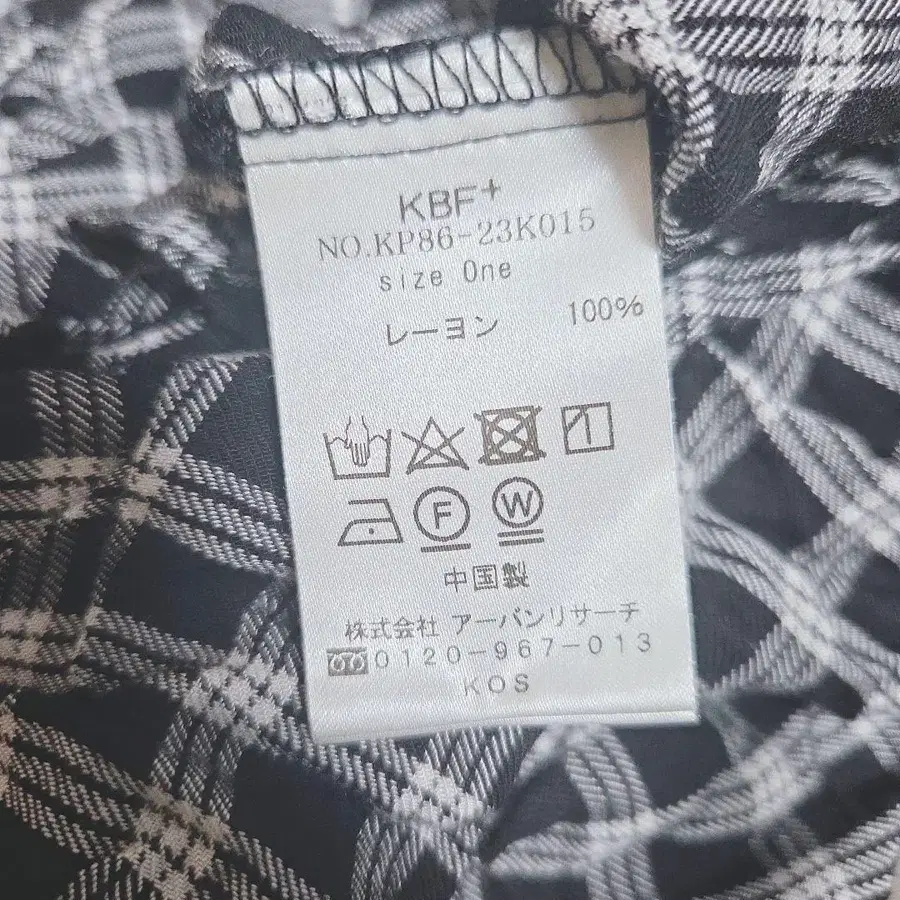 KBF+
NO.KP86-23K015
size One
レーヨン 100%
F W
中国製
株式会社 アーバンリサーチ
0120-967-013
KOS